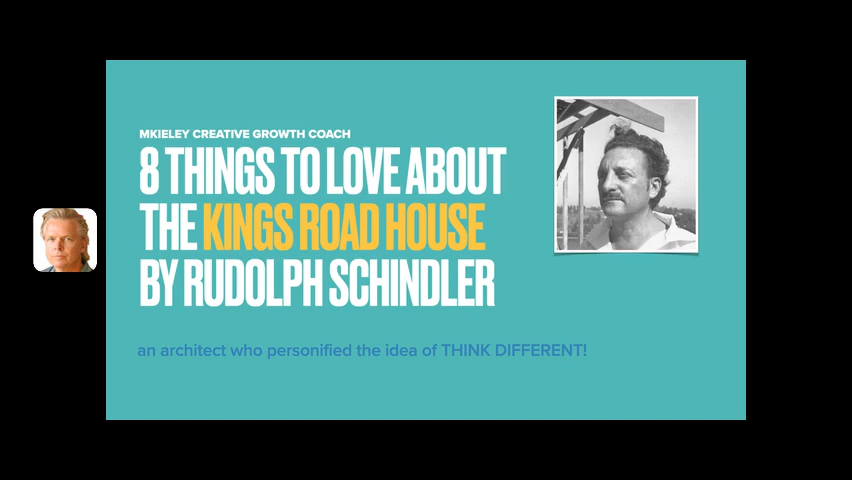 MKIELEY CREATIVE GROWTH COACH
8 THINGS TO LOVE ABOUT
THE KINGS ROAD HOUSE
BY RUDOLPH SCHINDLER
an architect who personified the idea of THINK DIFFERENT!